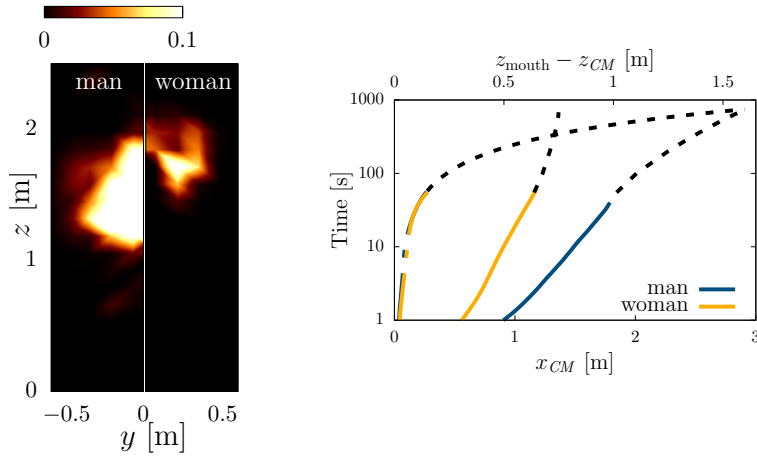 0 0.1
man woman
2
1
0
z [m]
−0.5 0 0.5
y [m]
z_mouth − z_CM [m]
0 0.5 1 1.5
1000
100
10
1
Time [s]
man
woman
0 1 2 3
x_CM [m]